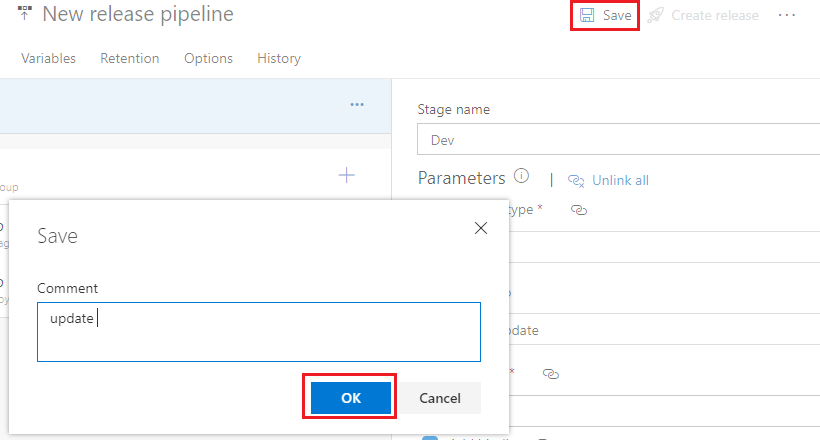 New release pipeline
Save
Create release
Variables
Retention
Options
History
Stage name
Dev
Parameters
Unlink all
oup
type *
Save
Comment
update
OK
Cancel
date
*